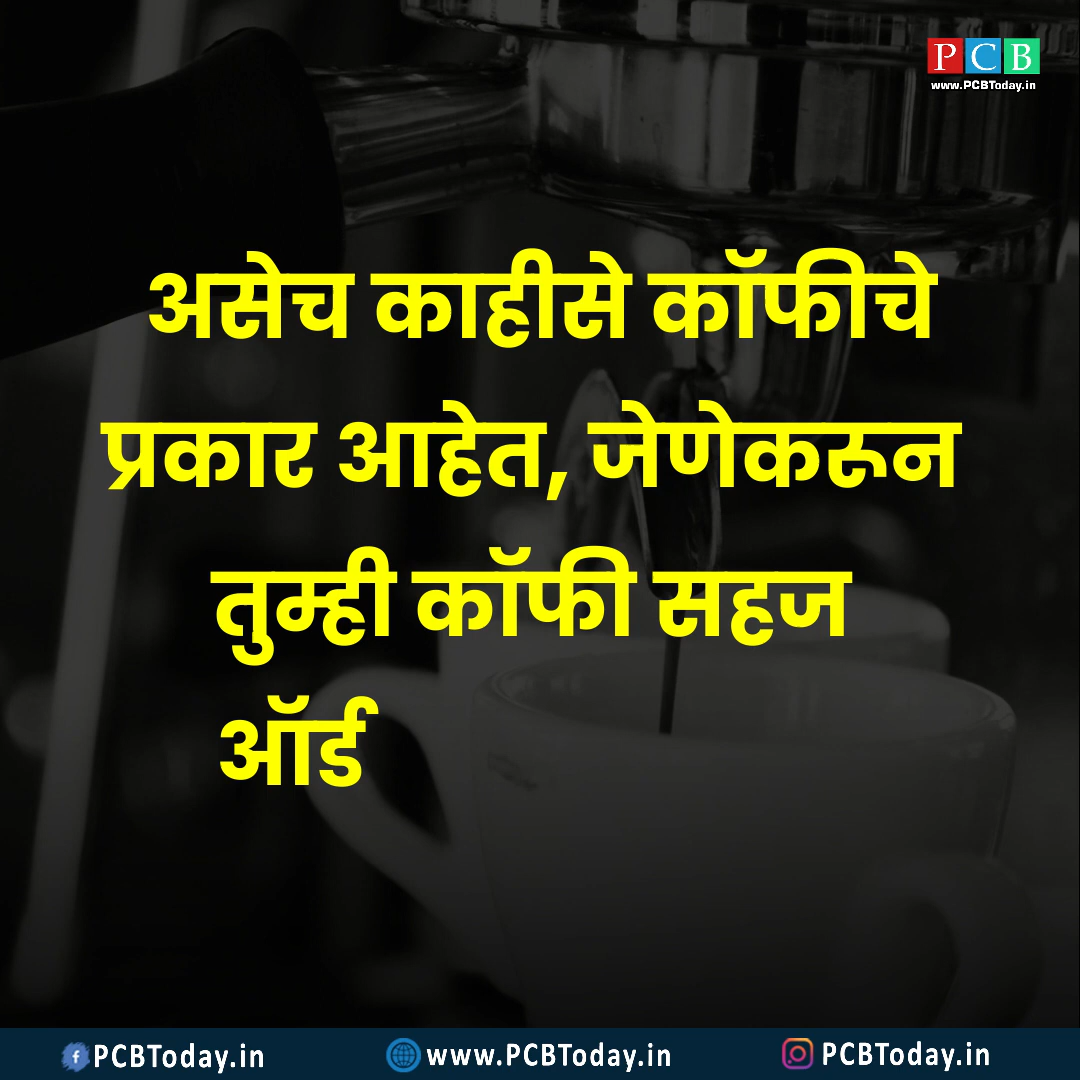 PCB
www.PCBToday.in
असेच काहीसे कॉफीचे
प्रकार आहेत, जेणेकरून
तुम्ही कॉफी सहज
ऑर्ड
PCBToday.in www.PCBToday.in PCBToday.in